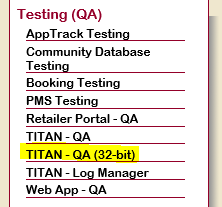 Testing (QA)
AppTrack Testing
Community Database
Testing
Booking Testing
PMS Testing
Retailer Portal - QA
TITAN - QA
TITAN - QA (32-bit)
TITAN - Log Manager
Web App - QA